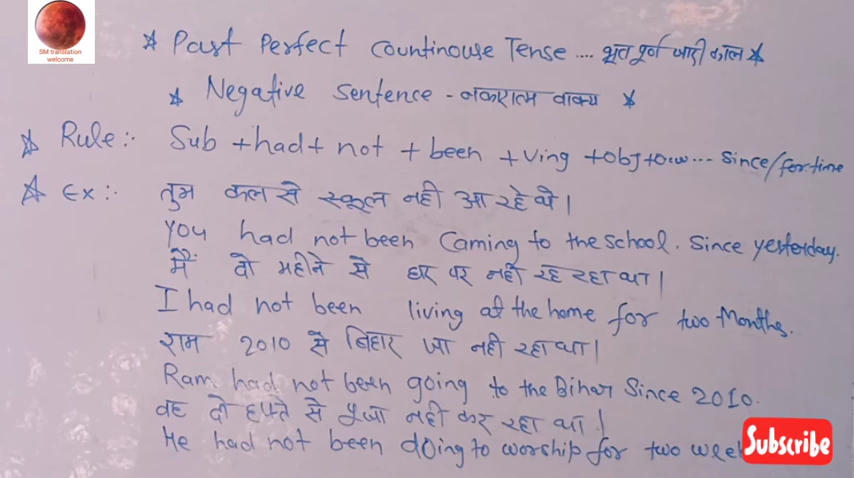 SM translation
welcome
★ Past Perfect Countinouse Tense .... भूत पूर्ण जारी काल ★
★ Negative Sentence - नकारात्म वाक्य ★
★ Rule:- Sub + had + not + been + Ving + obj + o.w... Since/for time
★ Ex:- तुम कल से स्कूल नही आ रहे थे।
You had not been Caming to the school. Since yesterday.
मैं दो महीने से घर पर नही रह रहा था।
I had not been living at the home for two Months.
राम 2010 से बिहार जा नही रहा था।
Ram had not been going to the Bihar Since 2010.
वह दो हफ्ते से पूजा नही कर रहा था।
He had not been doing to worship for two week
Subscribe